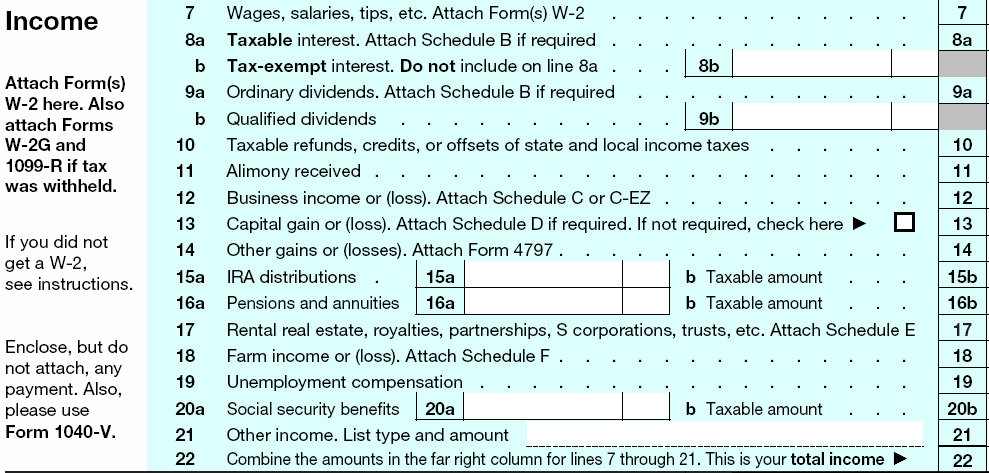 Income
Attach Form(s)
W-2 here. Also
attach Forms
W-2G and
1099-R if tax
was withheld.
If you did not
get a W-2,
see instructions.
Enclose, but do
not attach, any
payment. Also,
please use
Form 1040-V.
7 Wages, salaries, tips, etc. Attach Form(s) W-2 . . . . . . . . . . . . 7
8a Taxable interest. Attach Schedule B if required . . . . . . . . . . . . 8a
b Tax-exempt interest. Do not include on line 8a . . . 8b
9a Ordinary dividends. Attach Schedule B if required . . . . . . . . . . . 9a
b Qualified dividends . . . . . . . . . . . 9b
10 Taxable refunds, credits, or offsets of state and local income taxes . . . . . . 10
11 Alimony received . . . . . . . . . . . . . . . . . . . . . 11
12 Business income or (loss). Attach Schedule C or C-EZ . . . . . . . . . . 12
13 Capital gain or (loss). Attach Schedule D if required. If not required, check here ▶ ☐ 13
14 Other gains or (losses). Attach Form 4797 . . . . . . . . . . . . . . 14
15a IRA distributions . 15a b Taxable amount . . . 15b
16a Pensions and annuities 16a b Taxable amount . . . 16b
17 Rental real estate, royalties, partnerships, S corporations, trusts, etc. Attach Schedule E 17
18 Farm income or (loss). Attach Schedule F . . . . . . . . . . . . . . 18
19 Unemployment compensation . . . . . . . . . . . . . . . . . 19
20a Social security benefits 20a b Taxable amount . . . 20b
21 Other income. List type and amount 21
22 Combine the amounts in the far right column for lines 7 through 21. This is your total income ▶ 22